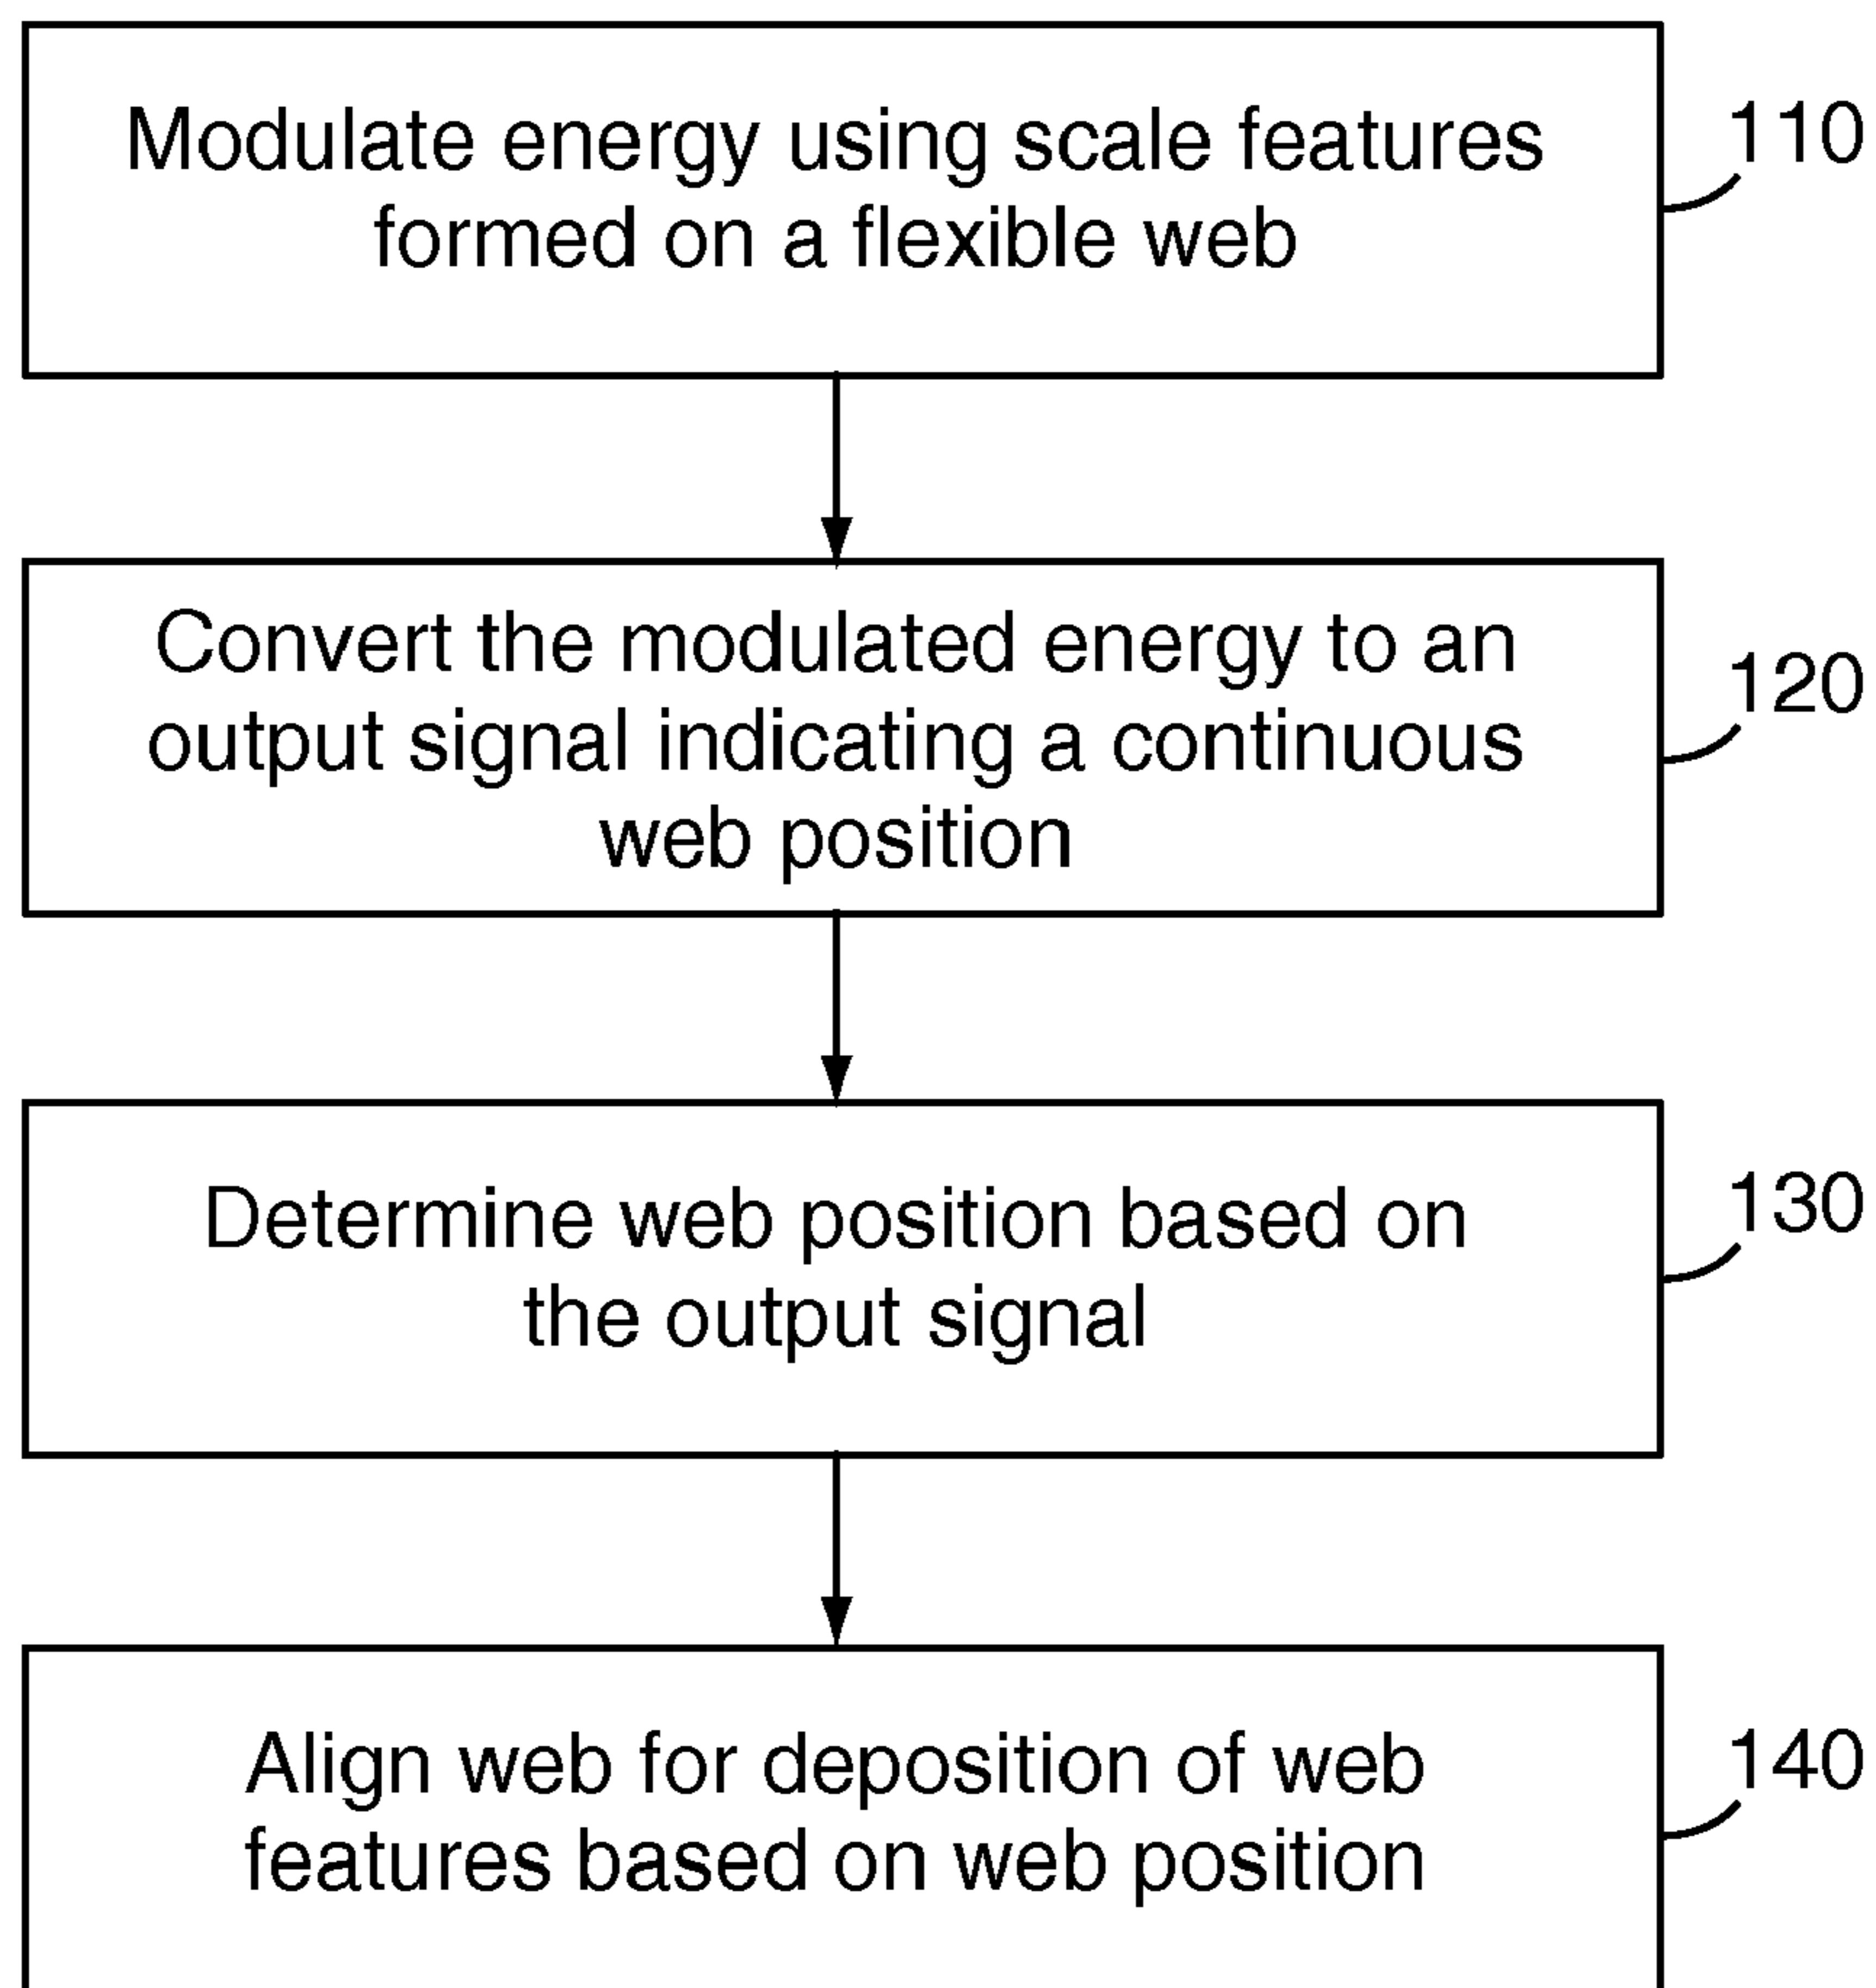 Modulate energy using scale features
formed on a flexible web
110
Convert the modulated energy to an
output signal indicating a continuous
web position
120
Determine web position based on
the output signal
130
Align web for deposition of web
features based on web position
140